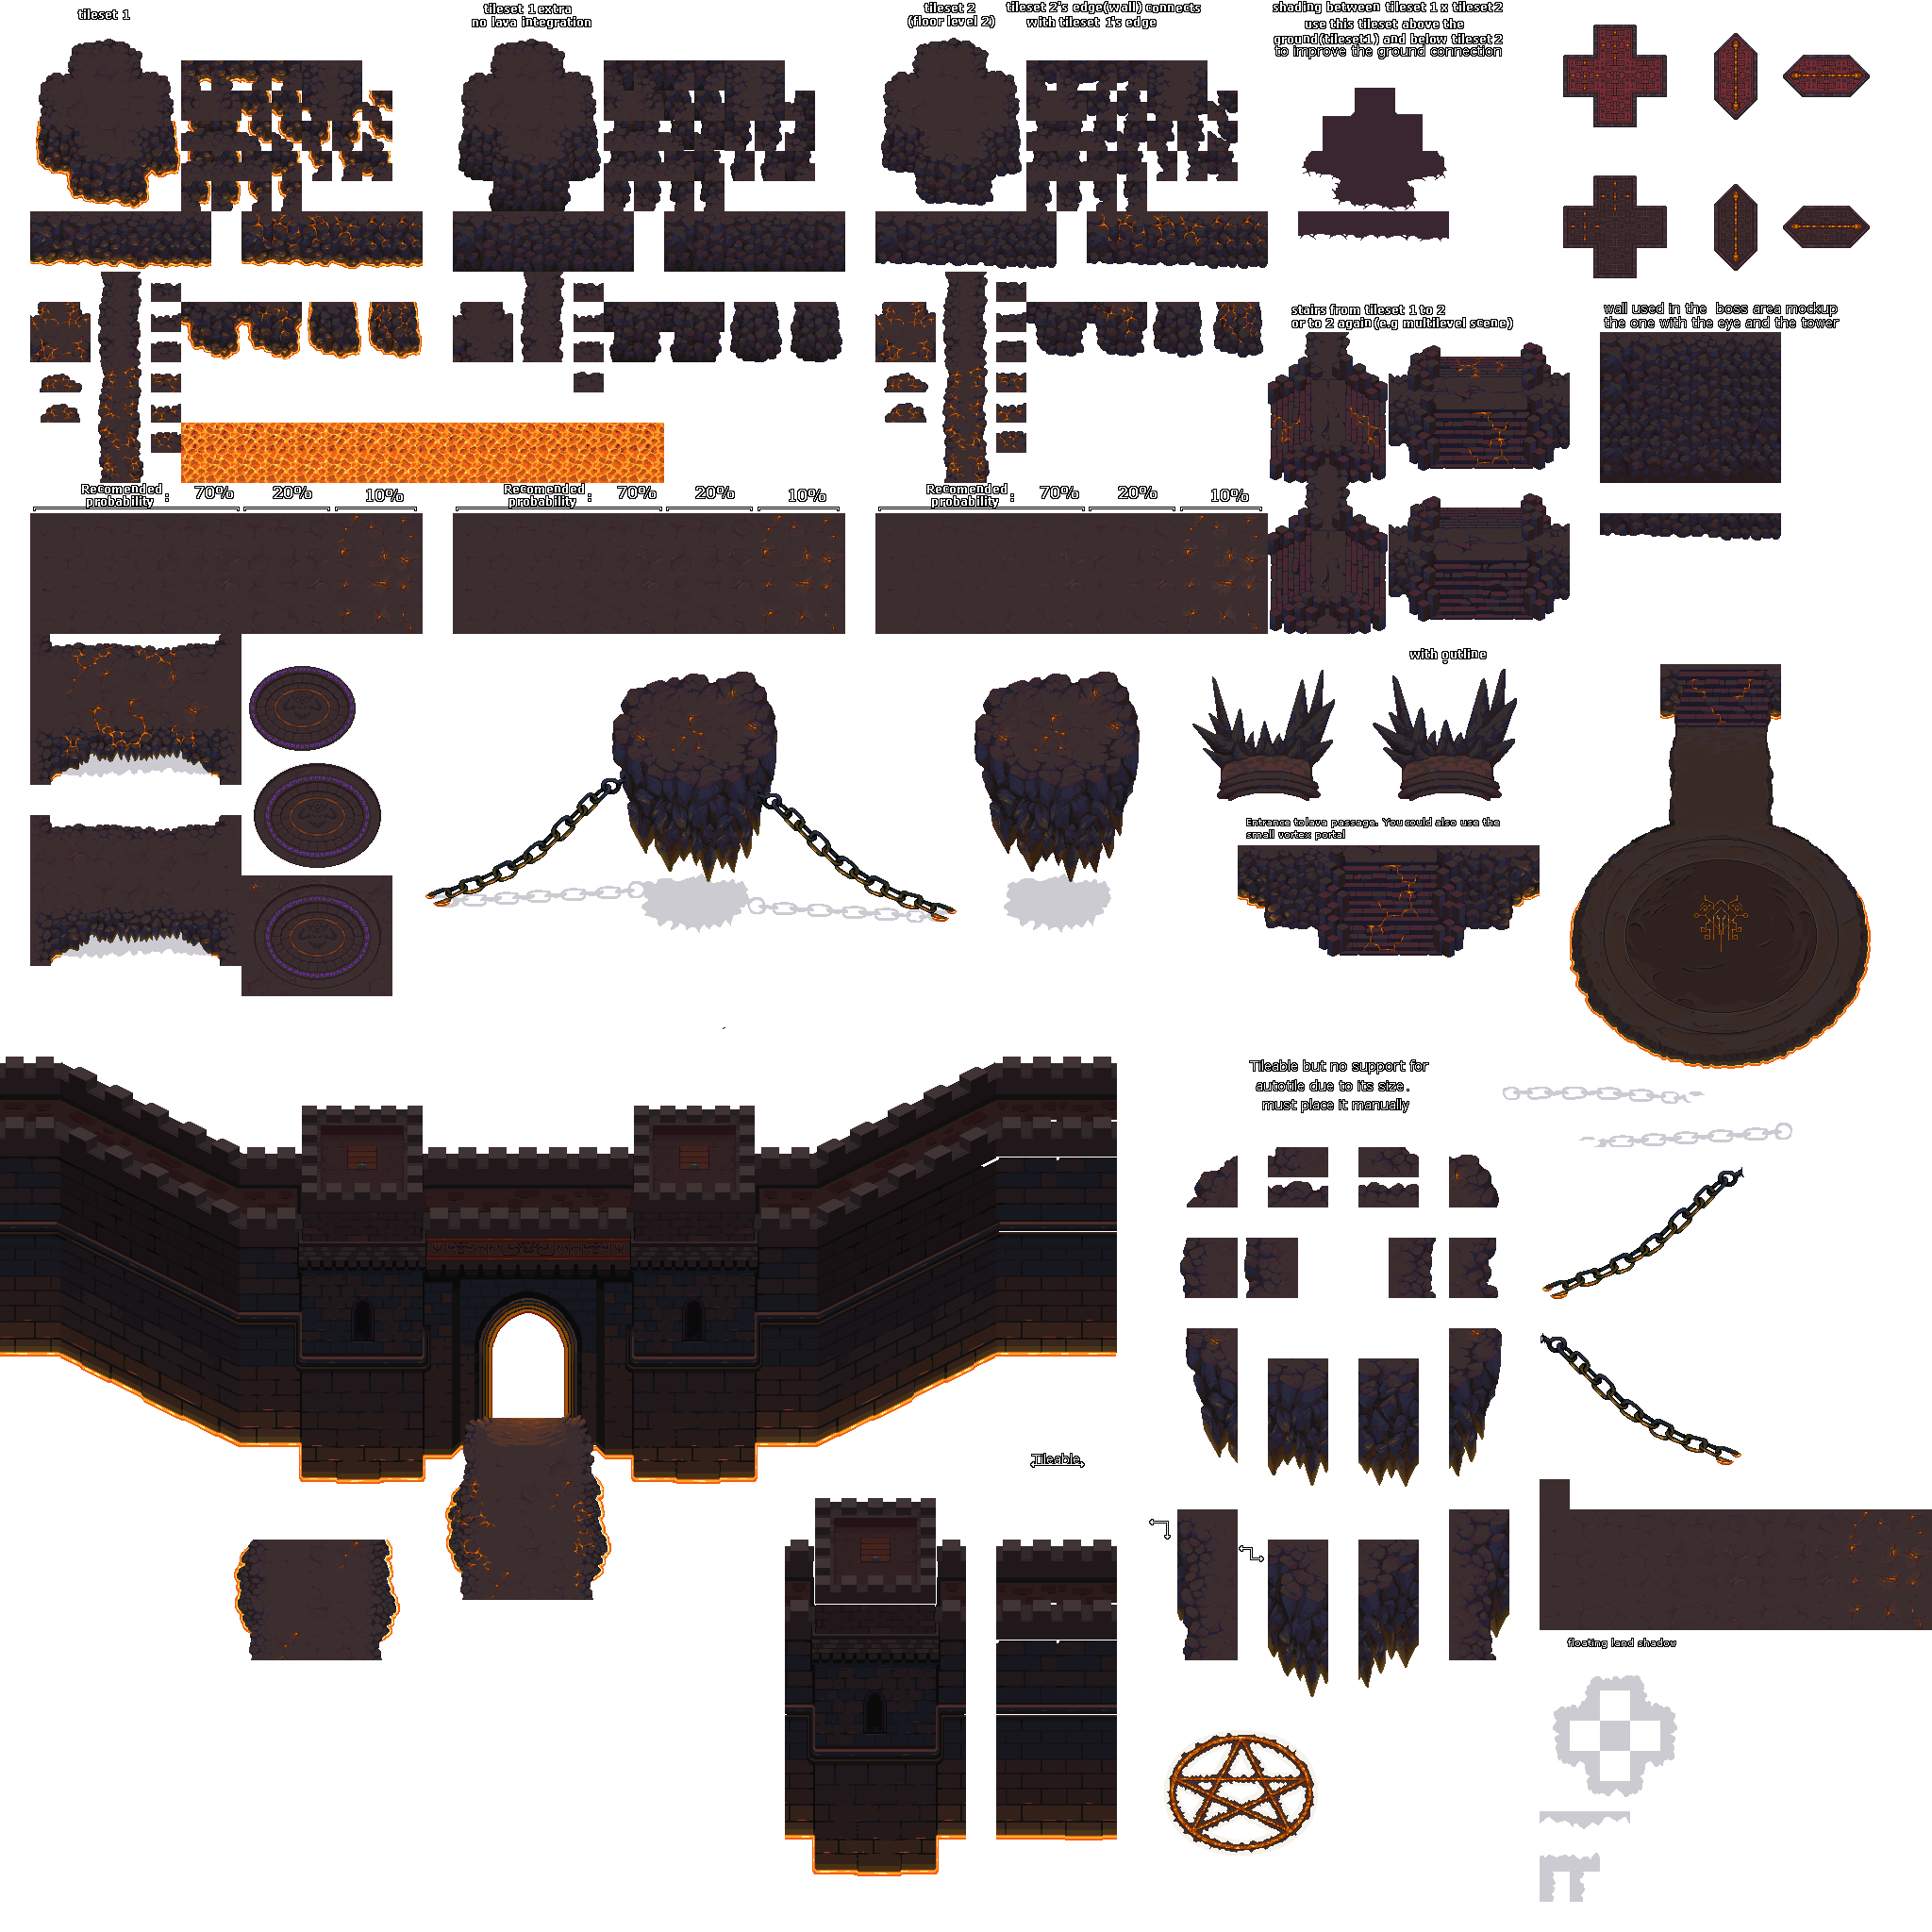 tileset 1
tileset 1 extra
no lava integration
tileset 2
(floor level 2)
tileset 2's edge(wall) connects
with tileset 1's edge
shading between tileset 1 x tileset 2
use this tileset above the
ground(tileset1) and below tileset 2
to improve the ground connection
stairs from tileset 1 to 2
or to 2 again(e.g multilevel scene)
wall used in the boss area mockup
the one with the eye and the tower
Recomended
probability :
70%
20%
10%
Recomended
probability :
70%
20%
10%
Recomended
probability :
70%
20%
10%
with outline
Entrance to lava passage. You could also use the
small vortex portal
Tileable but no support for
autotile due to its size.
must place it manually
Tileable
floating land shadow